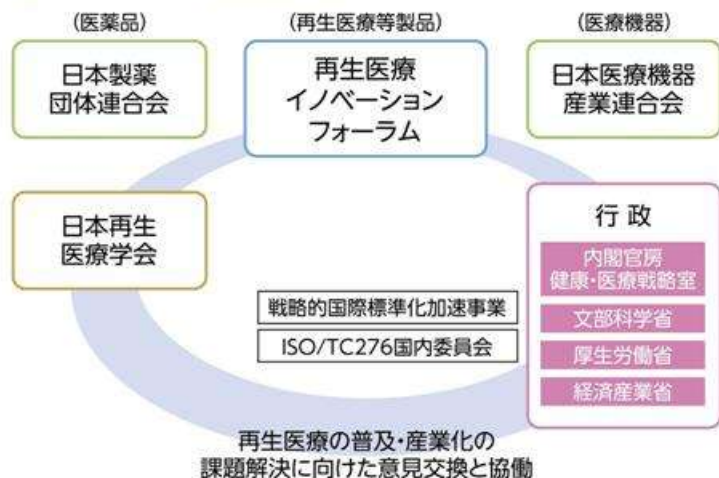 (医薬品)
(再生医療等製品)
(医療機器)
日本製薬
団体連合会
再生医療
イノベーション
フォーラム
日本医療機器
産業連合会
日本再生
医療学会
行政
内閣官房
健康・医療戦略室
文部科学省
厚生労働省
経済産業省
戦略的国際標準化加速事業
ISO/TC276国内委員会
再生医療の普及・産業化の
課題解決に向けた意見交換と協働